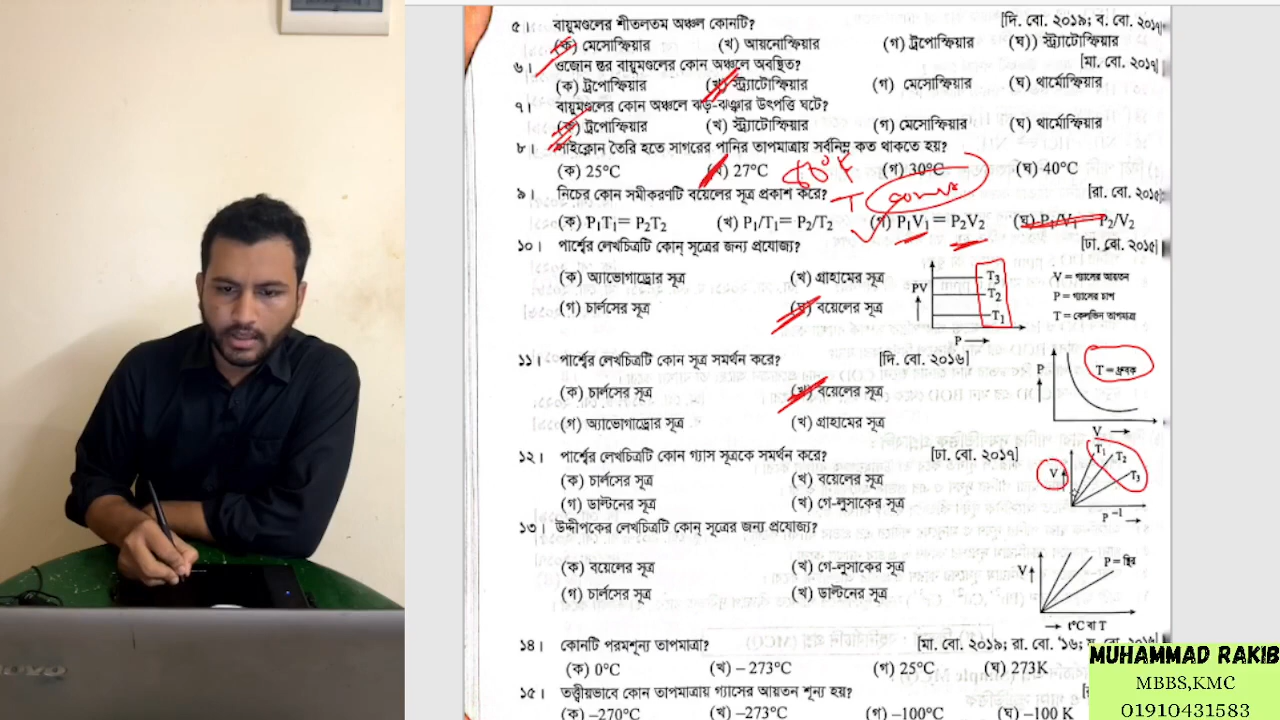 ৫। বায়ুমণ্ডলের শীতলতম অঞ্চল কোনটি? [দি. বো. ২০১৯; ব. বো. ২০১৭
(ক) মেসোস্ফিয়ার (খ) আয়নোস্ফিয়ার (গ) ট্রপোস্ফিয়ার (ঘ)) স্ট্র্যাটোস্ফিয়ার
৬। ওজোন স্তর বায়ুমণ্ডলের কোন অঞ্চলে অবস্থিত? [মা. বো. ২০১৭
(ক) ট্রপোস্ফিয়ার (খ) স্ট্র্যাটোস্ফিয়ার (গ) মেসোস্ফিয়ার (ঘ) থার্মোস্ফিয়ার
৭। বায়ুমণ্ডলের কোন অঞ্চলে ঝড়-ঝঞ্ঝার উৎপত্তি ঘটে?
(ক) ট্রপোস্ফিয়ার (খ) স্ট্র্যাটোস্ফিয়ার (গ) মেসোস্ফিয়ার (ঘ) থার্মোস্ফিয়ার
৮। সাইক্লোন তৈরি হতে সাগরের পানির তাপমাত্রায় সর্বনিম্ন কত থাকতে হয়?
(ক) 25°C (খ) 27°C 80°F (গ) 30°C (ঘ) 40°C
৯। নিচের কোন সমীকরণটি বয়েলের সূত্র প্রকাশ করে? T [রা. বো. ২০১৫
(ক) P₁T₁= P₂T₂ (খ) P₁/T₁= P₂/T₂ (গ) P₁V₁ = P₂V₂ (ঘ) P₁/V₁ = P₂/V₂
১০। পার্শ্বের লেখচিত্রটি কোন্ সূত্রের জন্য প্রযোজ্য? [ঢা. বো. ২০১৫]
(ক) অ্যাভোগাড্রোর সূত্র (খ) গ্রাহামের সূত্র
(গ) চার্লসের সূত্র (ঘ) বয়েলের সূত্র
PV T₃ T₂ T₁ P
V = গ্যাসের আয়তন
P = গ্যাসের চাপ
T = কেলভিন তাপমাত্রা
১১। পার্শ্বের লেখচিত্রটি কোন সূত্র সমর্থন করে? [দি. বো. ২০১৬]
(ক) চার্লসের সূত্র (খ) বয়েলের সূত্র
(গ) অ্যাভোগাড্রোর সূত্র (খ) গ্রাহামের সূত্র
P T = ধ্রুবক V
১২। পার্শ্বের লেখচিত্রটি কোন গ্যাস সূত্রকে সমর্থন করে? [ঢা. বো. ২০১৭]
(ক) চার্লসের সূত্র (খ) বয়েলের সূত্র
(গ) ডাল্টনের সূত্র (খ) গে-লুসাকের সূত্র
V T₁ T₂ T₃ P⁻¹
১৩। উদ্দীপকের লেখচিত্রটি কোন্ সূত্রের জন্য প্রযোজ্য?
(ক) বয়েলের সূত্র (খ) গে-লুসাকের সূত্র
(গ) চার্লসের সূত্র (খ) ডাল্টনের সূত্র
V P = স্থির t°C বা T
১৪। কোনটি পরমশূন্য তাপমাত্রা? [মা. বো. ২০১৯; রা. বো. '১৬;
(ক) 0°C (খ) – 273°C (গ) 25°C (ঘ) 273K
১৫। তত্ত্বীয়ভাবে কোন তাপমাত্রায় গ্যাসের আয়তন শূন্য হয়?
(ক) –270°C (খ) –273°C (গ) –100°C (ঘ) –100 K
MUHAMMAD RAKIB
MBBS,KMC
01910431583